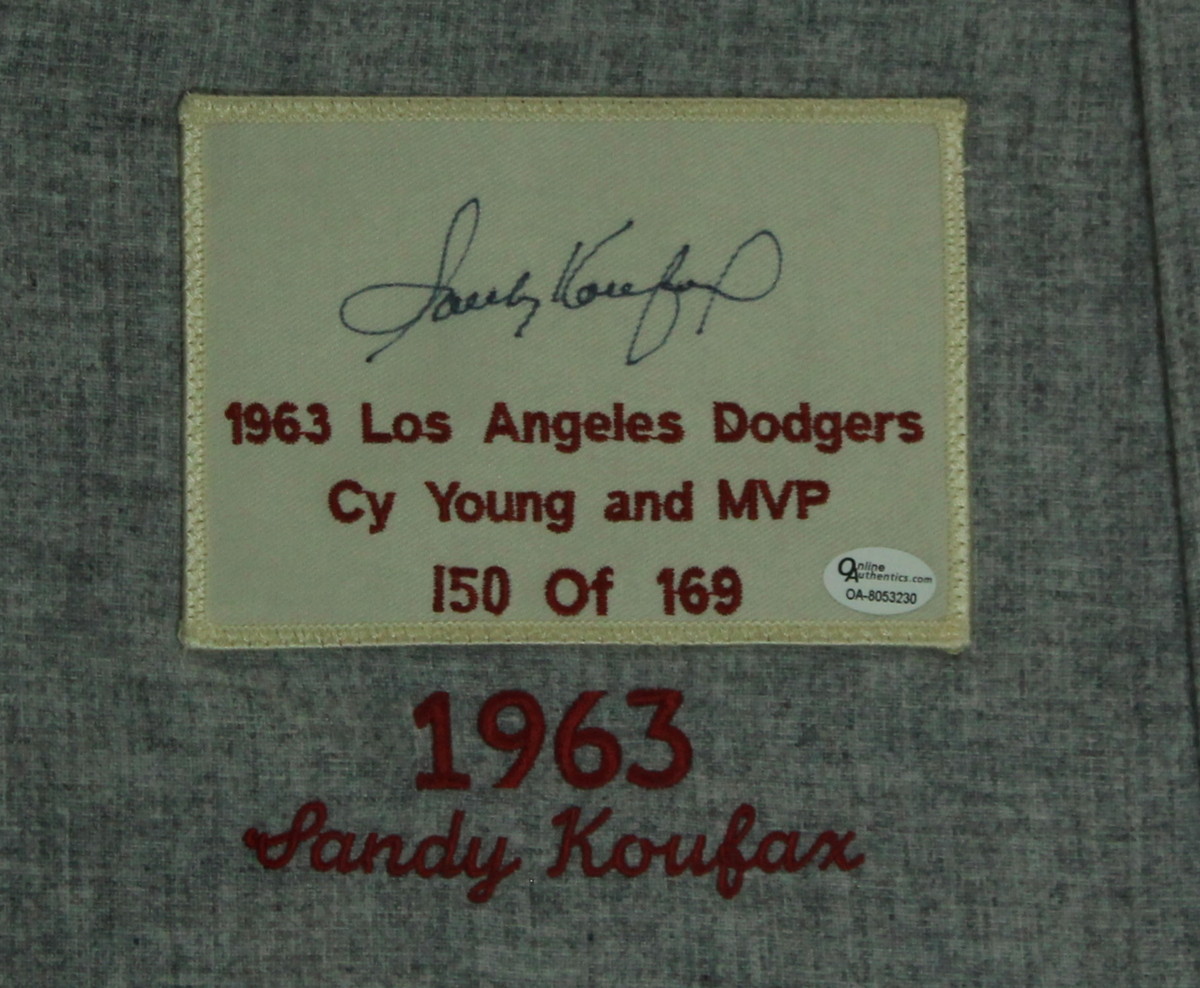 Sandy Koufax
1963 Los Angeles Dodgers
Cy Young and MVP
150 Of 169
Online
Authentics.com
OA-8053230
1963
Sandy Koufax